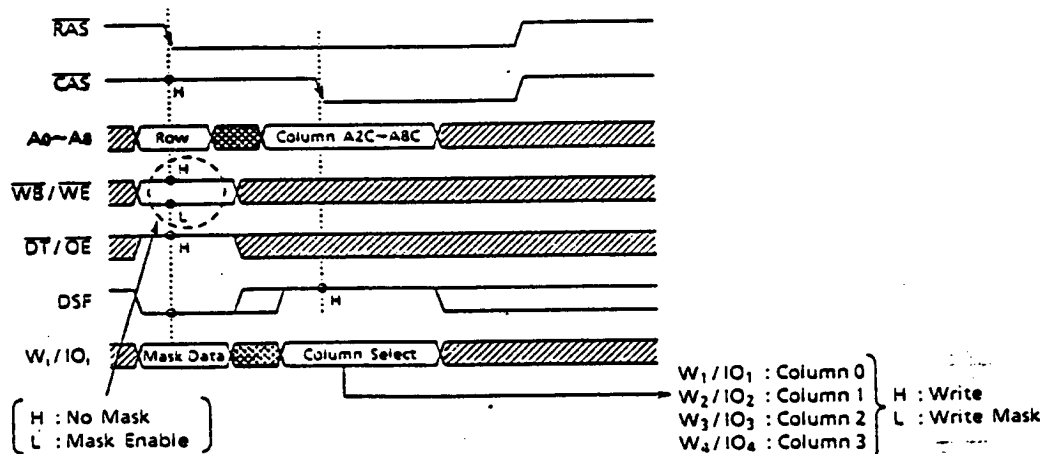 RAS
CAS
H
A0~A8 Row Column A2C~A8C
H
WB/WE
L
DT/OE H
DSF H
W₁/IO₁ Mask Data Column Select
H : No Mask
L : Mask Enable
W₁/IO₁ : Column 0
W₂/IO₂ : Column 1
W₃/IO₃ : Column 2
W₄/IO₄ : Column 3
H : Write
L : Write Mask